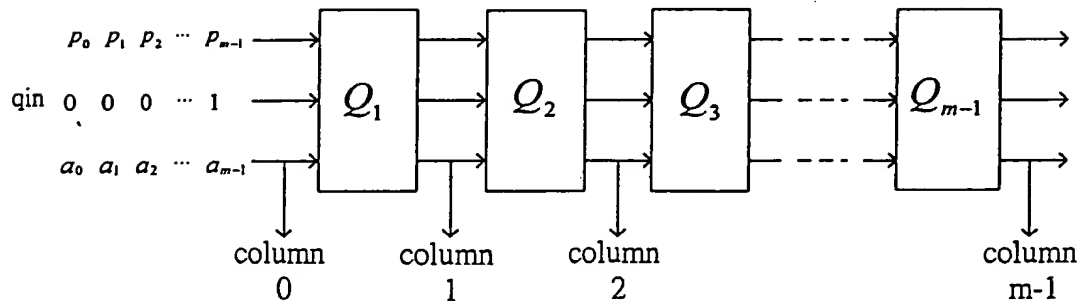 p₀ p₁ p₂ ··· pₘ₋₁
qin 0 0 0 ··· 1
a₀ a₁ a₂ ··· aₘ₋₁
Q₁ Q₂ Q₃ Qₘ₋₁
column column column column
0 1 2 m-1